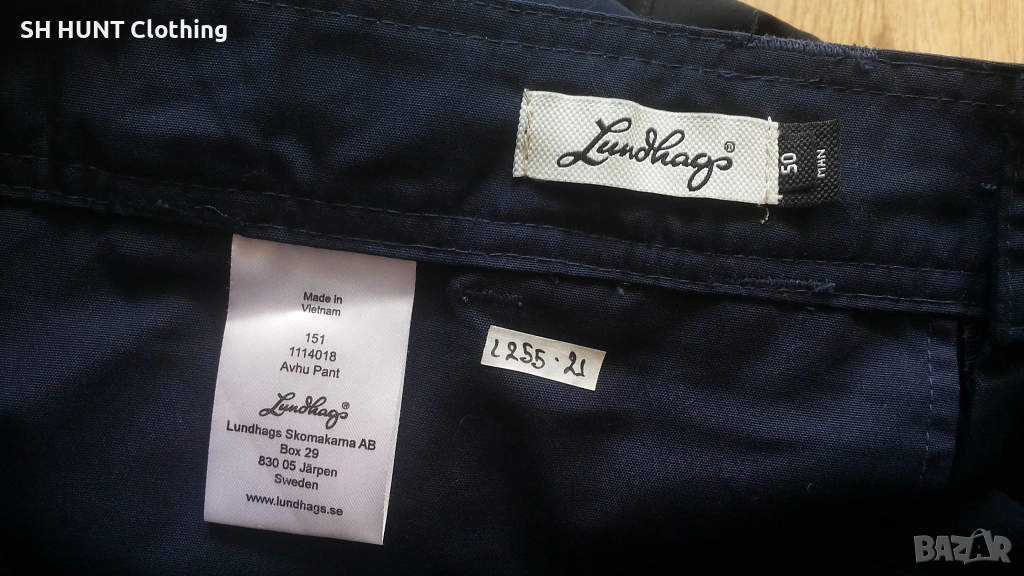 SH HUNT Clothing
Lundhags®
50
MAN
Made in
Vietnam
151
1114018
Avhu Pant
Lundhags®
Lundhags Skomakarna AB
Box 29
830 05 Järpen
Sweden
www.lundhags.se
L255.21
BAZAR